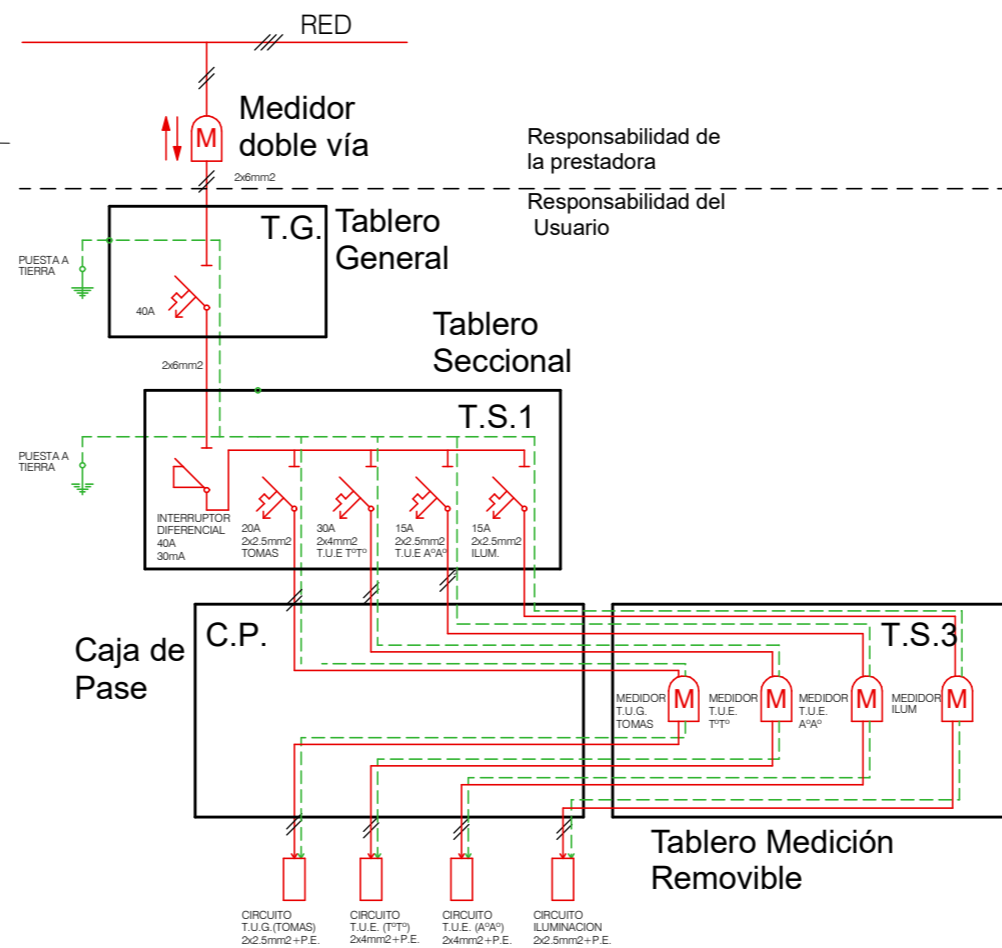 RED
Medidor
doble vía
M
2x6mm2
Responsabilidad de
la prestadora
Responsabilidad del
Usuario
T.G.
Tablero
General
PUESTA A
TIERRA
40A
2x6mm2
Tablero
Seccional
T.S.1
PUESTA A
TIERRA
INTERRUPTOR
DIFERENCIAL
40A
30mA
20A
2x2.5mm2
TOMAS
30A
2x4mm2
T.U.E TºTº
15A
2x2.5mm2
T.U.E AºAº
15A
2x2.5mm2
ILUM.
Caja de
Pase
C.P.
T.S.3
MEDIDOR
T.U.G.
TOMAS
M
MEDIDOR
T.U.E.
TºTº
M
MEDIDOR
T.U.E.
AºAº
M
MEDIDOR
ILUM
M
Tablero Medición
Removible
CIRCUITO
T.U.G.(TOMAS)
2x2.5mm2+P.E.
CIRCUITO
T.U.E. (TºTº)
2x4mm2+P.E.
CIRCUITO
T.U.E. (AºAº)
2x4mm2+P.E.
CIRCUITO
ILUMINACION
2x2.5mm2+P.E.